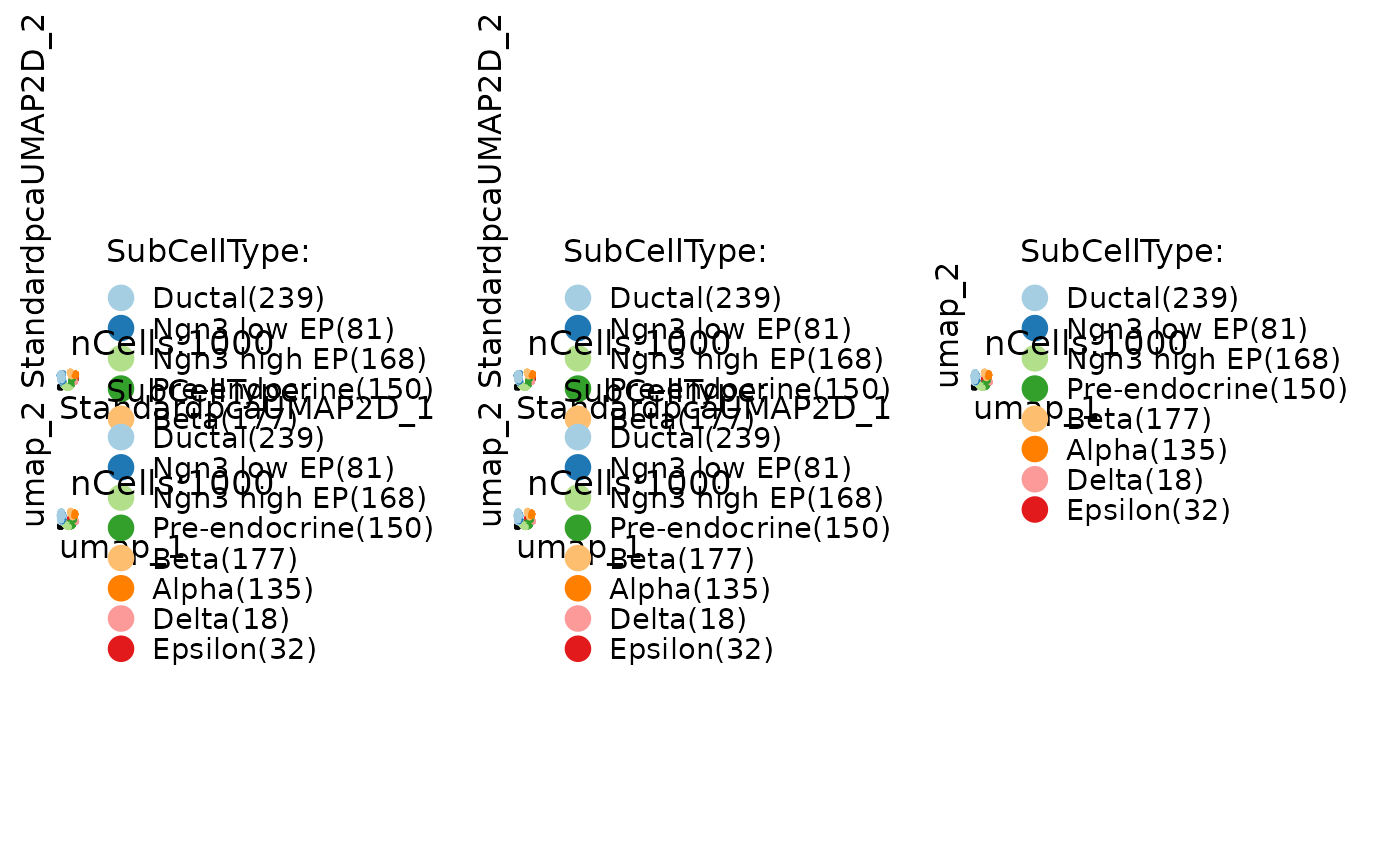 StandardpcaUMAP2D_2
SubCellType:
Ductal(239)
Ngn3 low EP(81)
nCells:1000
Ngn3 high EP(168)
Pre-endocrine(150)
StandardpcaUMAP2D_1
Beta(177)
umap_2
SubCellType:
Ductal(239)
Ngn3 low EP(81)
nCells:1000
Ngn3 high EP(168)
Pre-endocrine(150)
umap_1
Beta(177)
Alpha(135)
Delta(18)
Epsilon(32)
StandardpcaUMAP2D_2
SubCellType:
Ductal(239)
Ngn3 low EP(81)
nCells:1000
Ngn3 high EP(168)
Pre-endocrine(150)
StandardpcaUMAP2D_1
Beta(177)
umap_2
SubCellType:
Ductal(239)
Ngn3 low EP(81)
nCells:1000
Ngn3 high EP(168)
Pre-endocrine(150)
umap_1
Beta(177)
Alpha(135)
Delta(18)
Epsilon(32)
umap_2
SubCellType:
Ductal(239)
Ngn3 low EP(81)
nCells:1000
Ngn3 high EP(168)
Pre-endocrine(150)
umap_1
Beta(177)
Alpha(135)
Delta(18)
Epsilon(32)